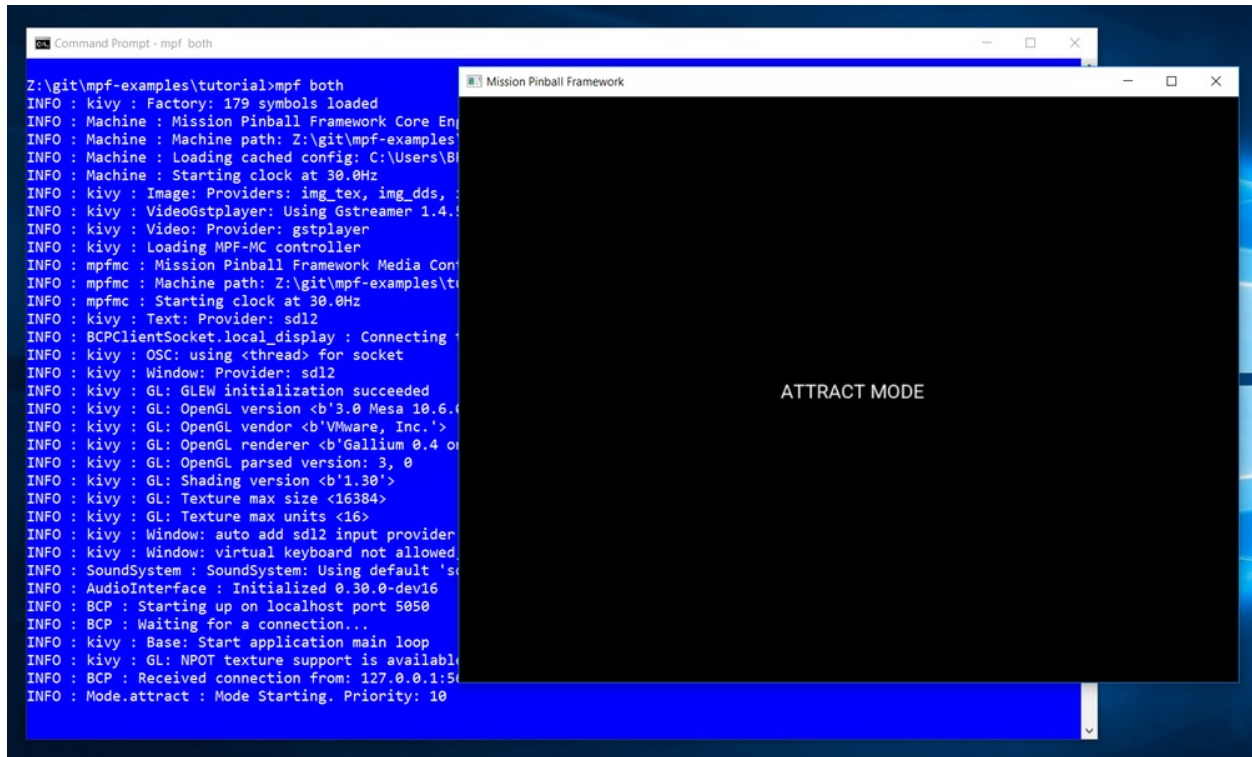 Command Prompt - mpf both
Z:\git\mpf-examples\tutorial>mpf both
INFO : kivy : Factory: 179 symbols loaded
INFO : Machine : Mission Pinball Framework Core En
INFO : Machine : Machine path: Z:\git\mpf-examples
INFO : Machine : Loading cached config: C:\Users\B
INFO : Machine : Starting clock at 30.0Hz
INFO : kivy : Image: Providers: img_tex, img_dds,
INFO : kivy : VideoGstplayer: Using Gstreamer 1.4.
INFO : kivy : Video: Provider: gstplayer
INFO : kivy : Loading MPF-MC controller
INFO : mpfmc : Mission Pinball Framework Media Con
INFO : mpfmc : Machine path: Z:\git\mpf-examples\t
INFO : mpfmc : Starting clock at 30.0Hz
INFO : kivy : Text: Provider: sdl2
INFO : BCPClientSocket.local_display : Connecting
INFO : kivy : OSC: using <thread> for socket
INFO : kivy : Window: Provider: sdl2
INFO : kivy : GL: GLEW initialization succeeded
INFO : kivy : GL: OpenGL version <b'3.0 Mesa 10.6.
INFO : kivy : GL: OpenGL vendor <b'VMware, Inc.'>
INFO : kivy : GL: OpenGL renderer <b'Gallium 0.4 o
INFO : kivy : GL: OpenGL parsed version: 3, 0
INFO : kivy : GL: Shading version <b'1.30'>
INFO : kivy : GL: Texture max size <16384>
INFO : kivy : GL: Texture max units <16>
INFO : kivy : Window: auto add sdl2 input provider
INFO : kivy : Window: virtual keyboard not allowed
INFO : SoundSystem : SoundSystem: Using default 's
INFO : AudioInterface : Initialized 0.30.0-dev16
INFO : BCP : Starting up on localhost port 5050
INFO : BCP : Waiting for a connection...
INFO : kivy : Base: Start application main loop
INFO : kivy : GL: NPOT texture support is availabl
INFO : BCP : Received connection from: 127.0.0.1:5
INFO : Mode.attract : Mode Starting. Priority: 10
Mission Pinball Framework
ATTRACT MODE